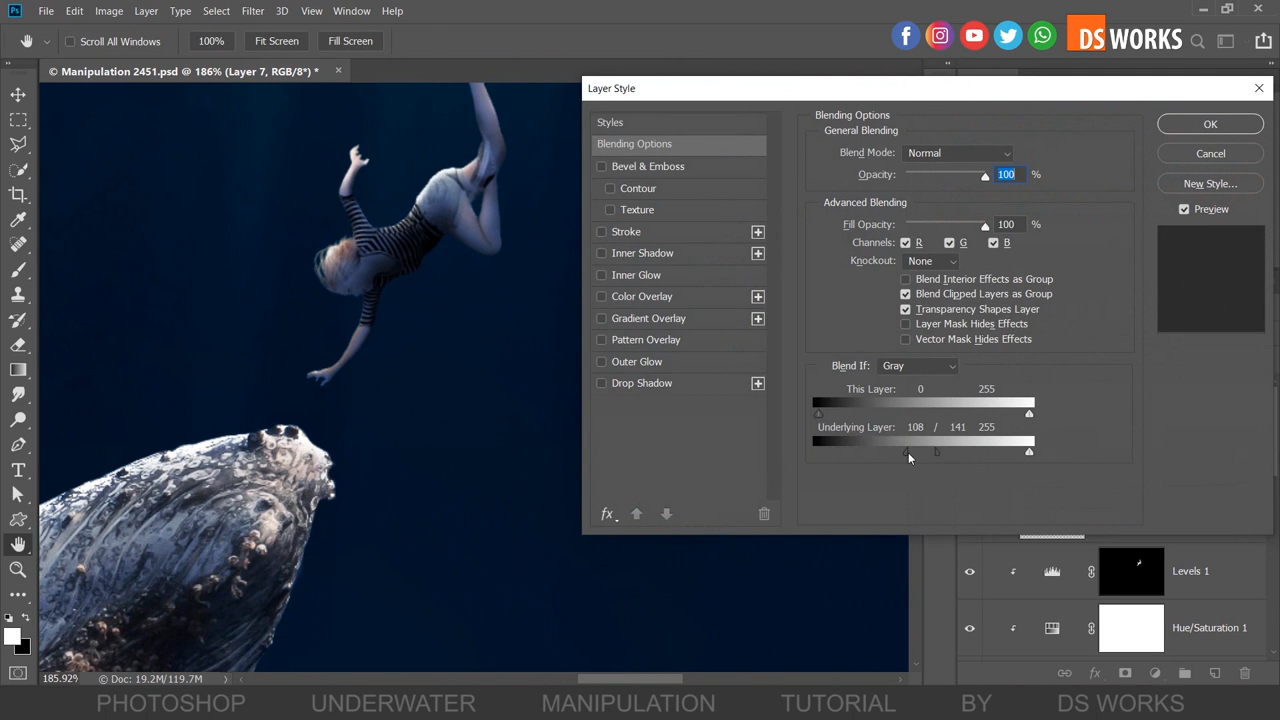 Ps File Edit Image Layer Type Select Filter 3D View Window Help
Scroll All Windows 100% Fit Screen Fill Screen
DS WORKS
© Manipulation 2451.psd @ 186% (Layer 7, RGB/8*) *
Layer Style
Styles
Blending Options
Bevel & Emboss
Contour
Texture
Stroke
Inner Shadow
Inner Glow
Color Overlay
Gradient Overlay
Pattern Overlay
Outer Glow
Drop Shadow
fx
Blending Options
General Blending
Blend Mode: Normal
Opacity: 100 %
Advanced Blending
Fill Opacity: 100 %
Channels: R G B
Knockout: None
Blend Interior Effects as Group
Blend Clipped Layers as Group
Transparency Shapes Layer
Layer Mask Hides Effects
Vector Mask Hides Effects
Blend If: Gray
This Layer: 0 255
Underlying Layer: 108 / 141 255
OK
Cancel
New Style...
Preview
Levels 1
Hue/Saturation 1
fx
185.92% Doc: 19.2M/119.7M
PHOTOSHOP UNDERWATER MANIPULATION TUTORIAL BY DS WORKS